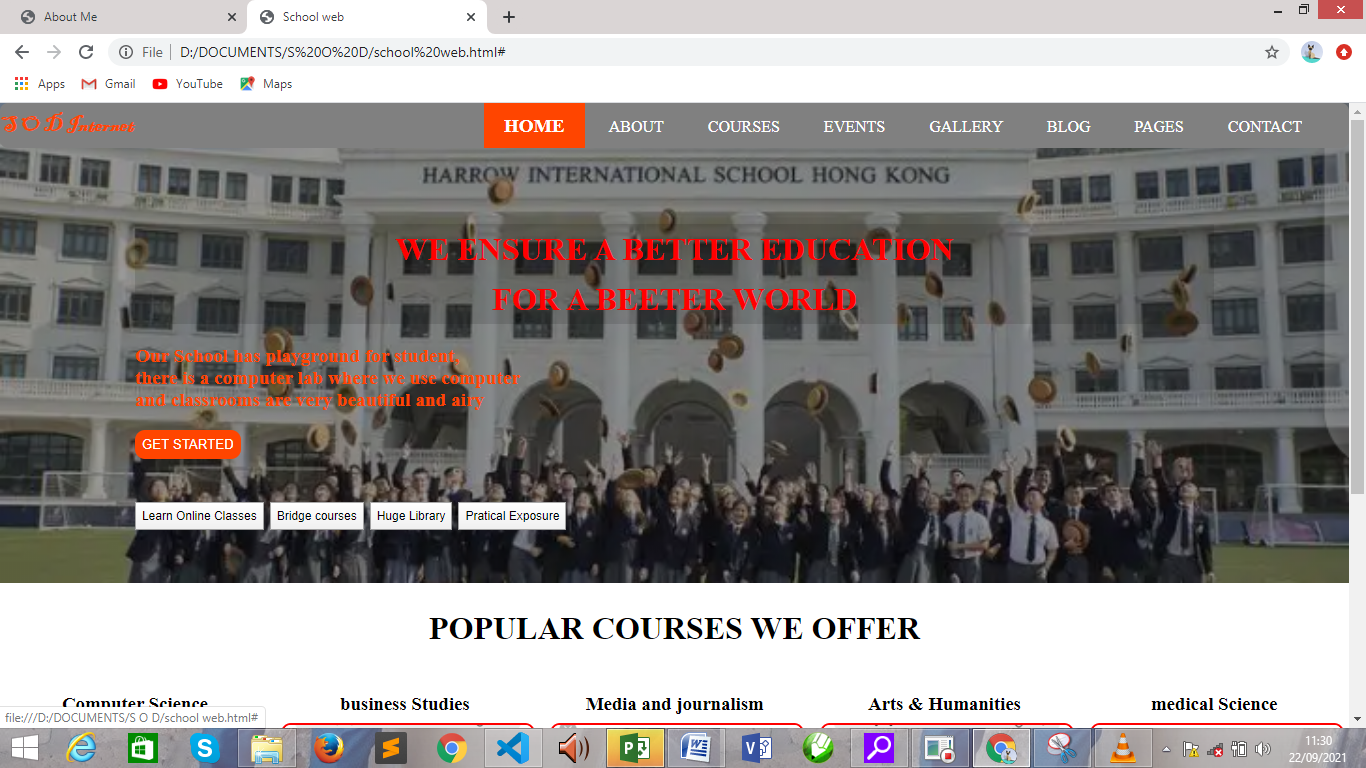 About Me
School web
File
D:/DOCUMENTS/S%20O%20D/school%20web.html#
Apps
Gmail
YouTube
Maps
S O D Internet
HOME
ABOUT
COURSES
EVENTS
GALLERY
BLOG
PAGES
CONTACT
HARROW INTERNATIONAL SCHOOL HONG KONG
WE ENSURE A BETTER EDUCATION
FOR A BEETER WORLD
Our School has playground for student,
there is a computer lab where we use computer
and classrooms are very beautiful and airy
GET STARTED
Learn Online Classes
Bridge courses
Huge Library
Pratical Exposure
POPULAR COURSES WE OFFER
Computer Science
business Studies
Media and journalism
Arts & Humanities
medical Science
file:///D:/DOCUMENTS/S O D/school web.html#
11:30
22/09/2021